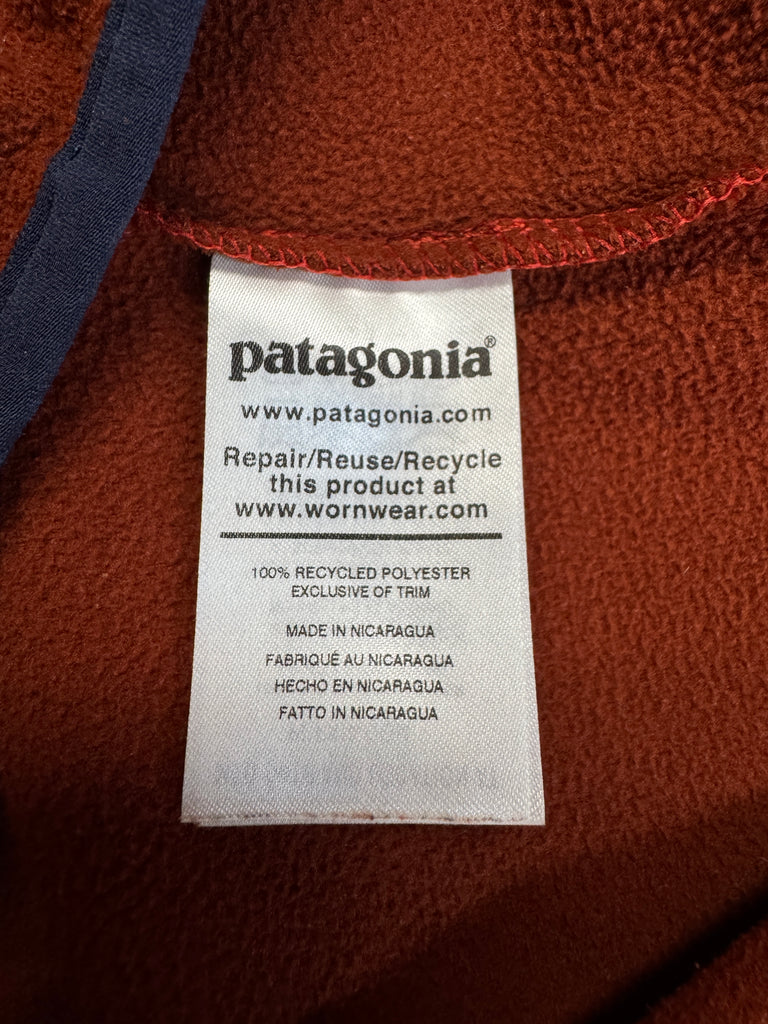 patagonia®
www.patagonia.com
Repair/Reuse/Recycle
this product at
www.wornwear.com
100% RECYCLED POLYESTER
EXCLUSIVE OF TRIM
MADE IN NICARAGUA
FABRIQUÉ AU NICARAGUA
HECHO EN NICARAGUA
FATTO IN NICARAGUA